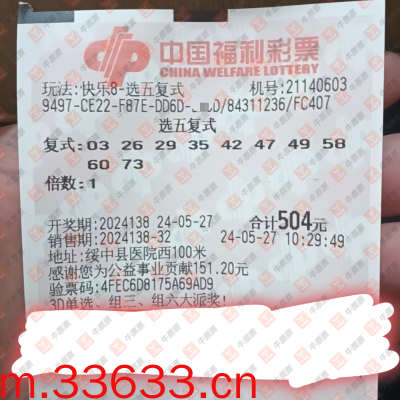 中国福利彩票
CHINA WELFARE LOTTERY
玩法:快乐8-选五复式 机号:21140603
9497-CE22-F87E-DD6D- D/84311236/FC407
选五复式
复式:03 26 29 35 42 47 49 58
60 73
倍数:1
开奖期:2024138 24-05-27 合计504元
销售期:2024138-32 24-05-27 10:29:49
地址:绥中县医院西100米
感谢您为公益事业贡献151.20元
验票码:4FEC6D8175A69AD9
3D单选、组三、组六大派奖!
m.33633.cn